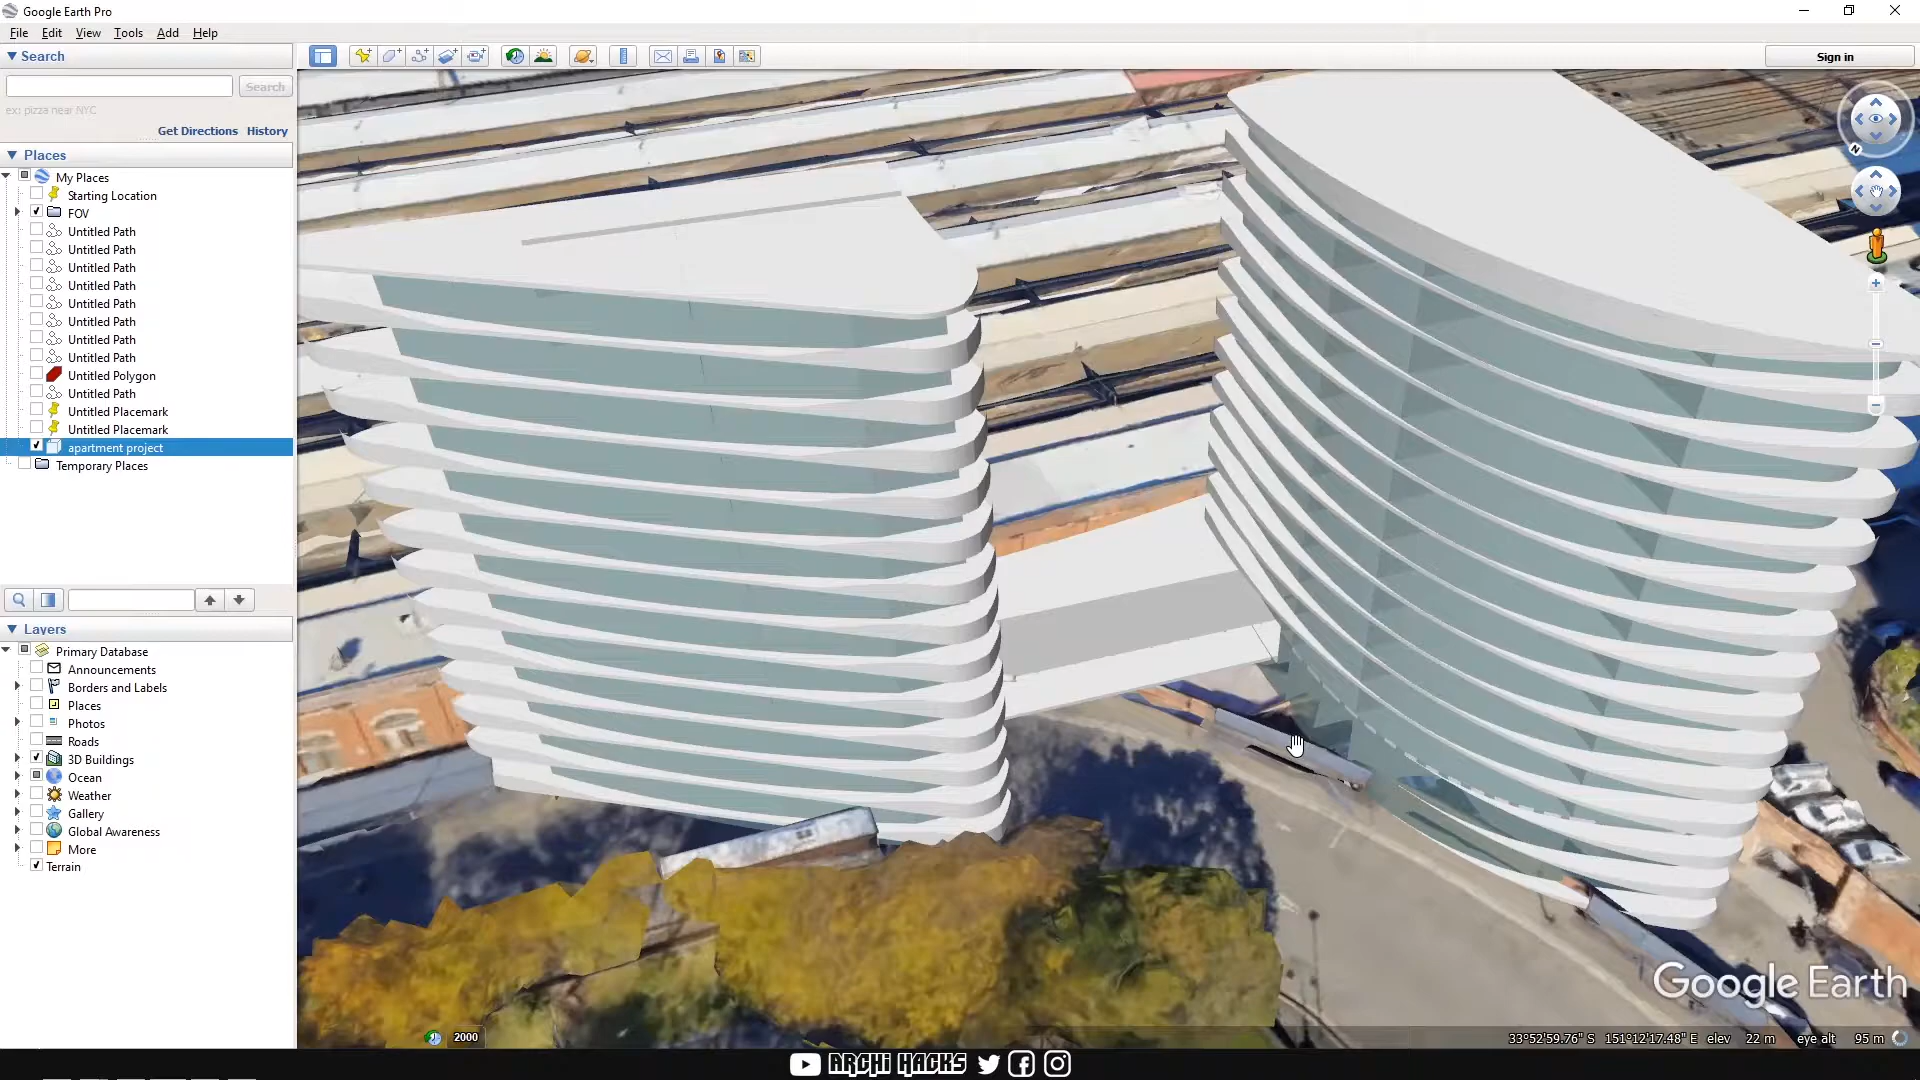 Google Earth Pro
File Edit View Tools Add Help
Search
Sign in
Search
ex: pizza near NYC
Get Directions History
Places
My Places
Starting Location
FOV
Untitled Path
Untitled Path
Untitled Path
Untitled Path
Untitled Path
Untitled Path
Untitled Path
Untitled Path
Untitled Polygon
Untitled Path
Untitled Placemark
Untitled Placemark
apartment project
Temporary Places
Layers
Primary Database
Announcements
Borders and Labels
Places
Photos
Roads
3D Buildings
Ocean
Weather
Gallery
Global Awareness
More
Terrain
N
Google Earth
2000
33°52'59.76" S 151°12'17.48" E elev 22 m eye alt 95 m
ARCHI HACKS